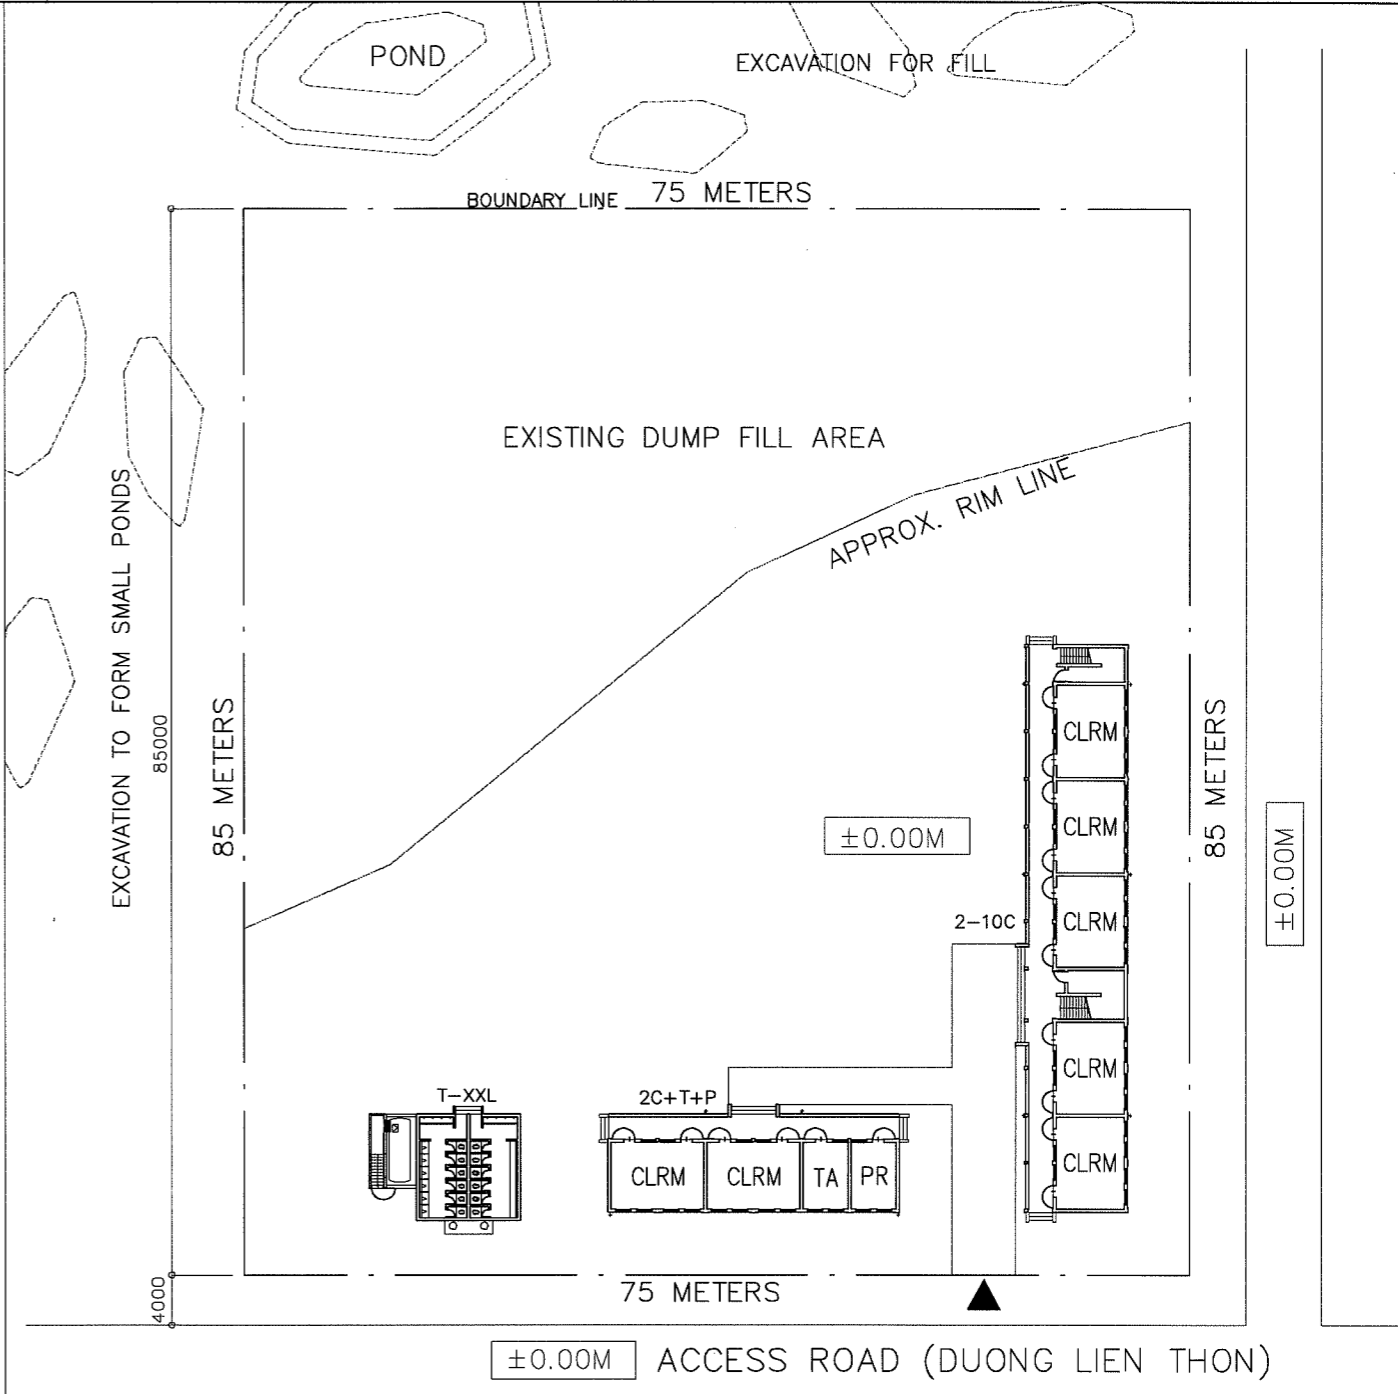 POND
EXCAVATION FOR FILL
BOUNDARY LINE
75 METERS
EXISTING DUMP FILL AREA
APPROX. RIM LINE
EXCAVATION TO FORM SMALL PONDS
85000
85 METERS
CLRM
85 METERS
±0.00M
CLRM
±0.00M
CLRM
2-10C
CLRM
T-XXL
2C+T+P
CLRM
CLRM
CLRM
TA
PR
4000
75 METERS
±0.00M
ACCESS ROAD (DUONG LIEN THON)